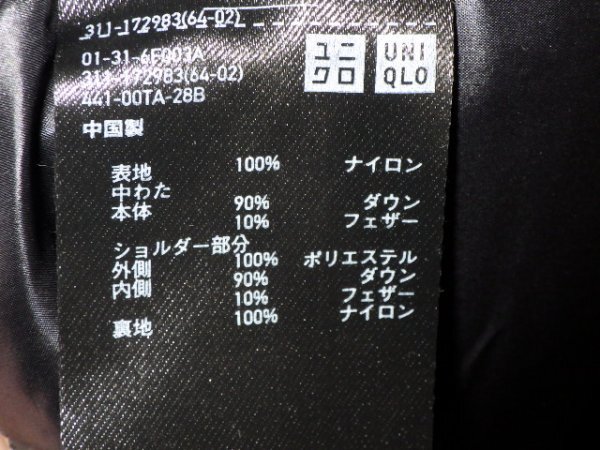 311-172983(64-02)
01-31-6F001A
311-172983(64-02)
441-00TA-28B
ユニクロ
UNIQLO
中国製
表地 100% ナイロン
中わた
本体 90% ダウン
10% フェザー
ショルダー部分
外側 100% ポリエステル
内側 90% ダウン
10% フェザー
裏地 100% ナイロン